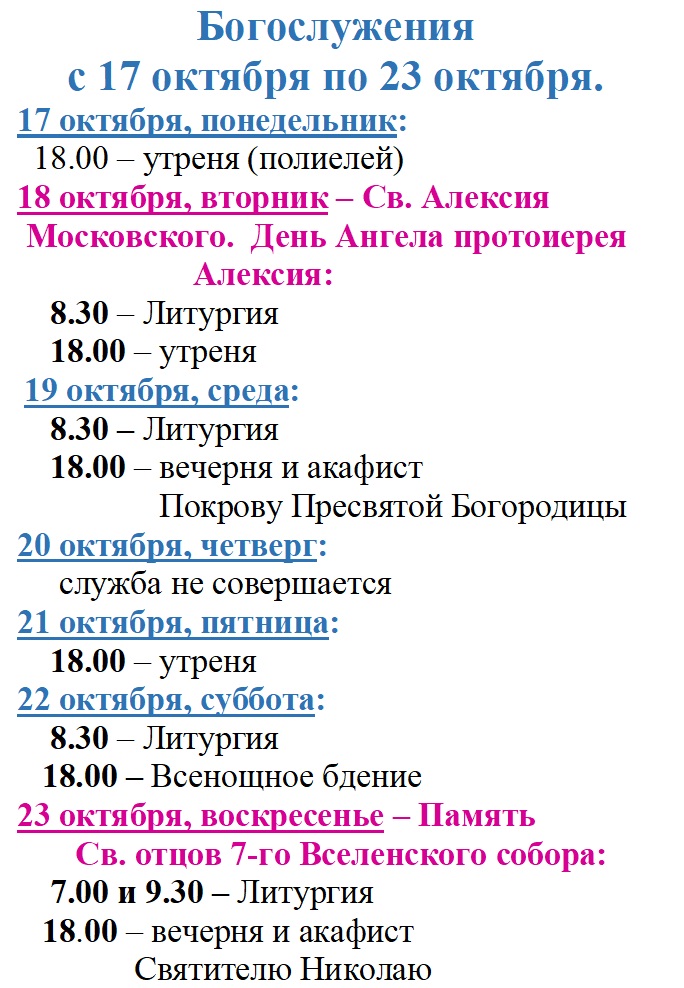 Богослужения
с 17 октября по 23 октября.
17 октября, понедельник:
18.00 – утреня (полиелей)
18 октября, вторник – Св. Алексия
Московского. День Ангела протоиерея
Алексия:
8.30 – Литургия
18.00 – утреня
19 октября, среда:
8.30 – Литургия
18.00 – вечерня и акафист
Покрову Пресвятой Богородицы
20 октября, четверг:
служба не совершается
21 октября, пятница:
18.00 – утреня
22 октября, суббота:
8.30 – Литургия
18.00 – Всенощное бдение
23 октября, воскресенье – Память
Св. отцов 7-го Вселенского собора:
7.00 и 9.30 – Литургия
18.00 – вечерня и акафист
Святителю Николаю